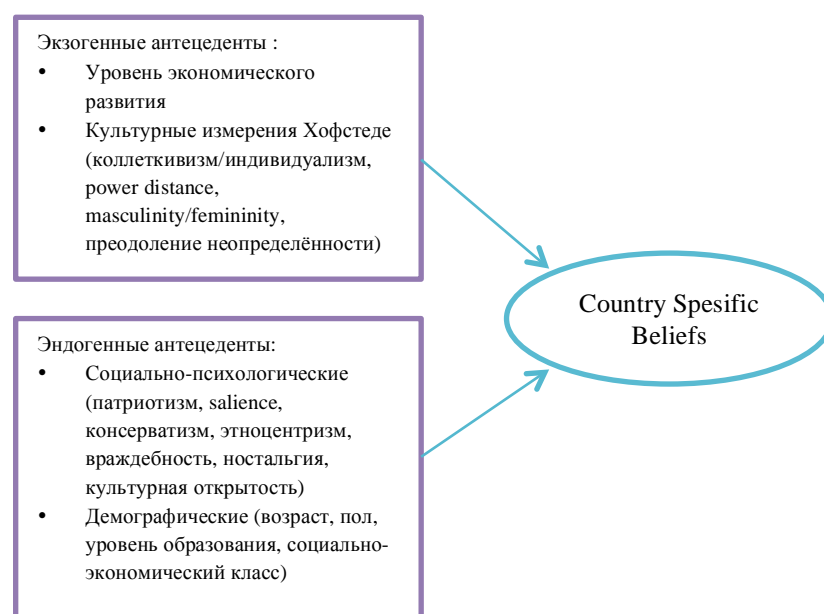 Экзогенные антецеденты :
• Уровень экономического
развития
• Культурные измерения Хофстеде
(коллеткивизм/индивидуализм,
power distance,
masculinity/femininity,
преодоление неопределённости)
Country Spesific
Beliefs
Эндогенные антецеденты:
• Социально-психологические
(патриотизм, salience,
консерватизм, этноцентризм,
враждебность, ностальгия,
культурная открытость)
• Демографические (возраст, пол,
уровень образования, социально-
экономический класс)